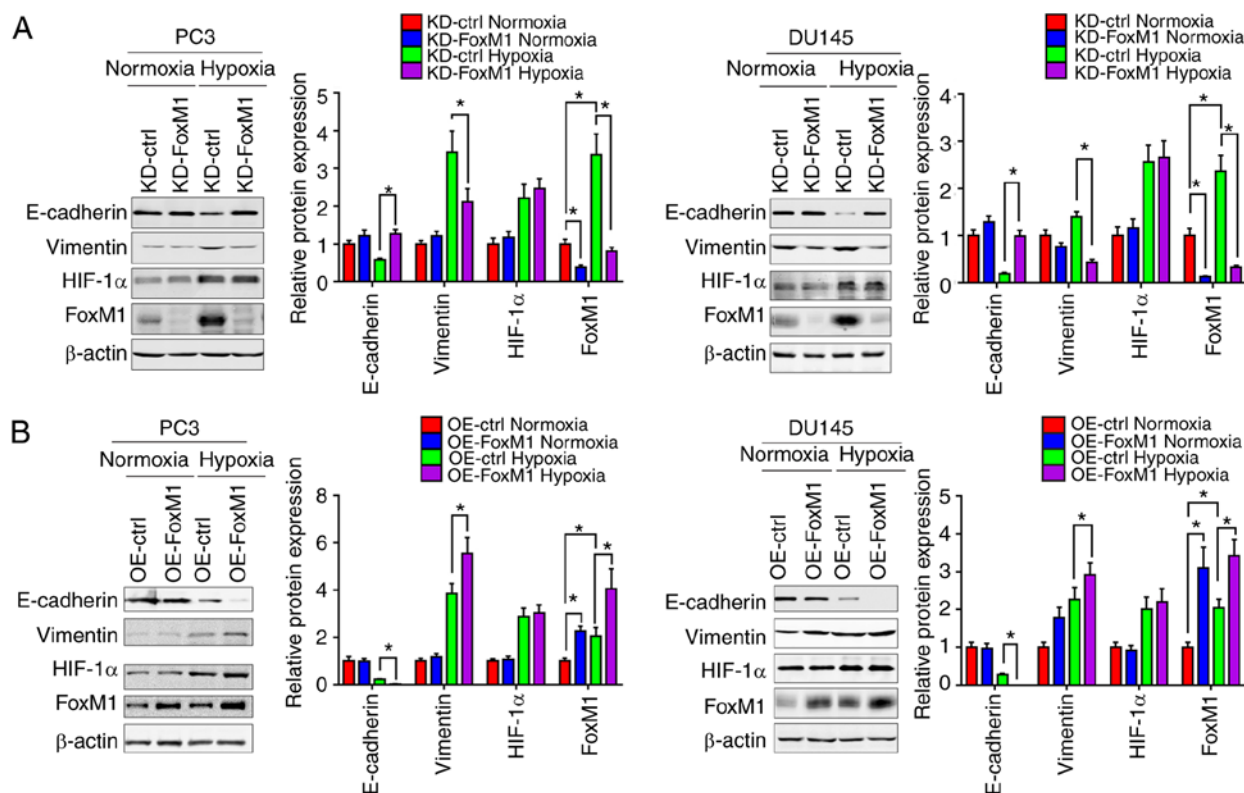 A
PC3
Normoxia Hypoxia
KD-ctrl
KD-FoxM1
KD-ctrl
KD-FoxM1
E-cadherin
Vimentin
HIF-1α
FoxM1
β-actin
KD-ctrl Normoxia
KD-FoxM1 Normoxia
KD-ctrl Hypoxia
KD-FoxM1 Hypoxia
Relative protein expression
5
4
3
2
1
0
* * * * *
E-cadherin
Vimentin
HIF-1α
FoxM1
DU145
Normoxia Hypoxia
KD-ctrl
KD-FoxM1
KD-ctrl
KD-FoxM1
E-cadherin
Vimentin
HIF-1α
FoxM1
β-actin
KD-ctrl Normoxia
KD-FoxM1 Normoxia
KD-ctrl Hypoxia
KD-FoxM1 Hypoxia
Relative protein expression
4
3
2
1
0
* * * * *
E-cadherin
Vimentin
HIF-1α
FoxM1
B
PC3
Normoxia Hypoxia
OE-ctrl
OE-FoxM1
OE-ctrl
OE-FoxM1
E-cadherin
Vimentin
HIF-1α
FoxM1
β-actin
OE-ctrl Normoxia
OE-FoxM1 Normoxia
OE-ctrl Hypoxia
OE-FoxM1 Hypoxia
Relative protein expression
8
6
4
2
0
* * * * *
E-cadherin
Vimentin
HIF-1α
FoxM1
DU145
Normoxia Hypoxia
OE-ctrl
OE-FoxM1
OE-ctrl
OE-FoxM1
E-cadherin
Vimentin
HIF-1α
FoxM1
β-actin
OE-ctrl Normoxia
OE-FoxM1 Normoxia
OE-ctrl Hypoxia
OE-FoxM1 Hypoxia
Relative protein expression
5
4
3
2
1
0
* * * * *
E-cadherin
Vimentin
HIF-1α
FoxM1